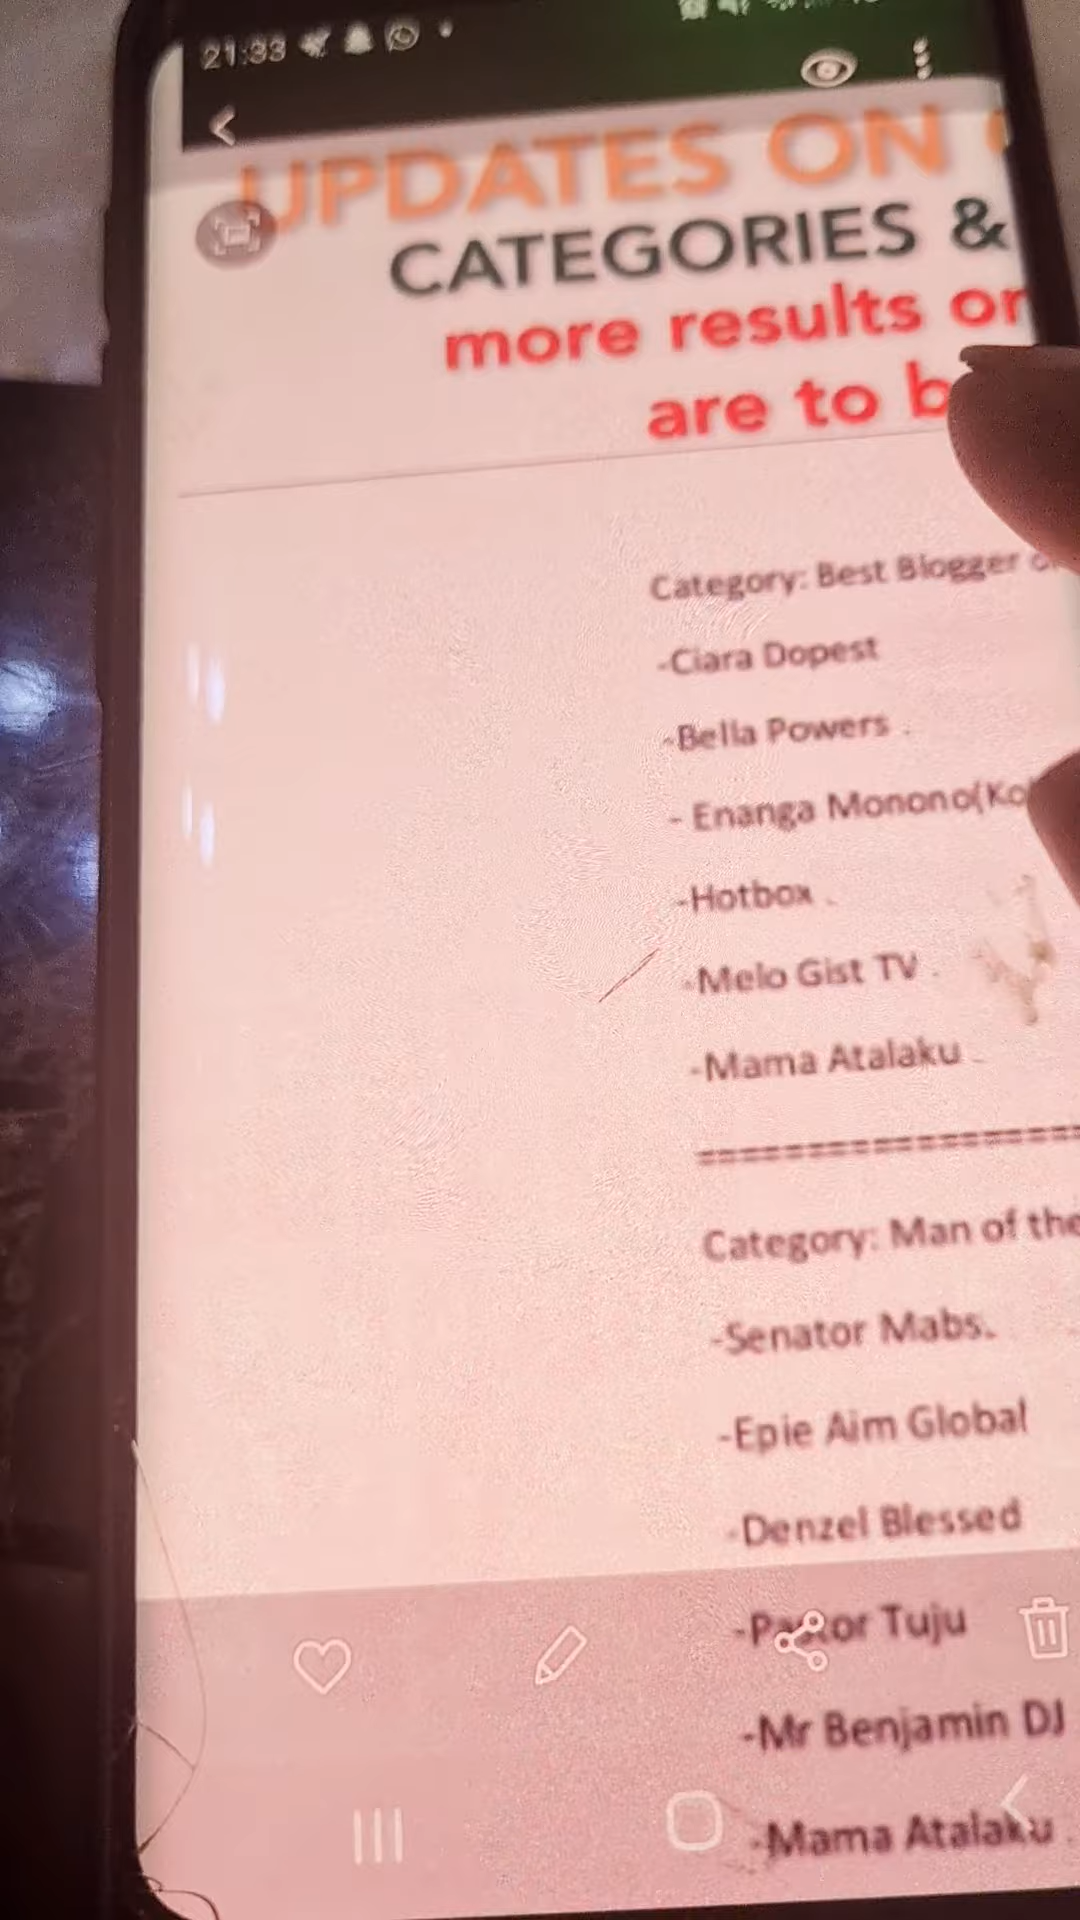 21:33
UPDATES ON
CATEGORIES &
more results on
are to
Category: Best Blogger
-Ciara Dopest
-Bella Powers .
- Enanga Monono(
-Hotbox .
-Melo Gist TV .
-Mama Atalaku
====================
Category: Man of the
-Senator Mabs.
-Epie Aim Global
-Denzel Blessed
-Pastor Tuju
-Mr Benjamin DJ
-Mama Atalaku